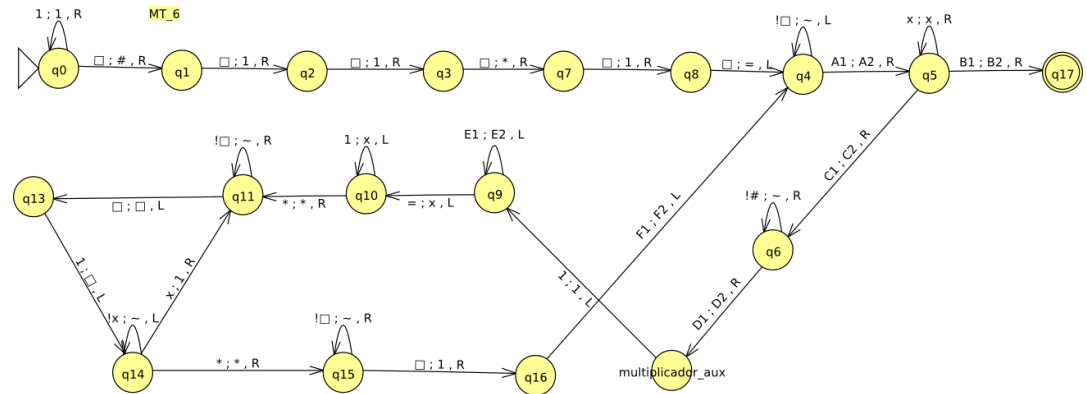 1 ; 1 , R
MT_6
!□ ; ~ , L
x ; x , R
q0
□ ; # , R
q1
□ ; 1 , R
q2
□ ; 1 , R
q3
□ ; * , R
q7
□ ; 1 , R
q8
□ ; = , L
q4
A1 ; A2 , R
q5
B1 ; B2 , R
q17
!□ ; ~ , R
1 ; x , L
E1 ; E2 , L
C1 ; C2 , R
q13
□ ; □ , L
q11
* ; * , R
q10
= ; x , L
q9
F1 ; F2 , L
!# ; ~ , R
q6
1 ; □ , L
x ; 1 , R
1 ; 1 , L
D1 ; D2 , R
!x ; ~ , L
!□ ; ~ , R
q14
* ; * , R
q15
□ ; 1 , R
q16
multiplicador_aux